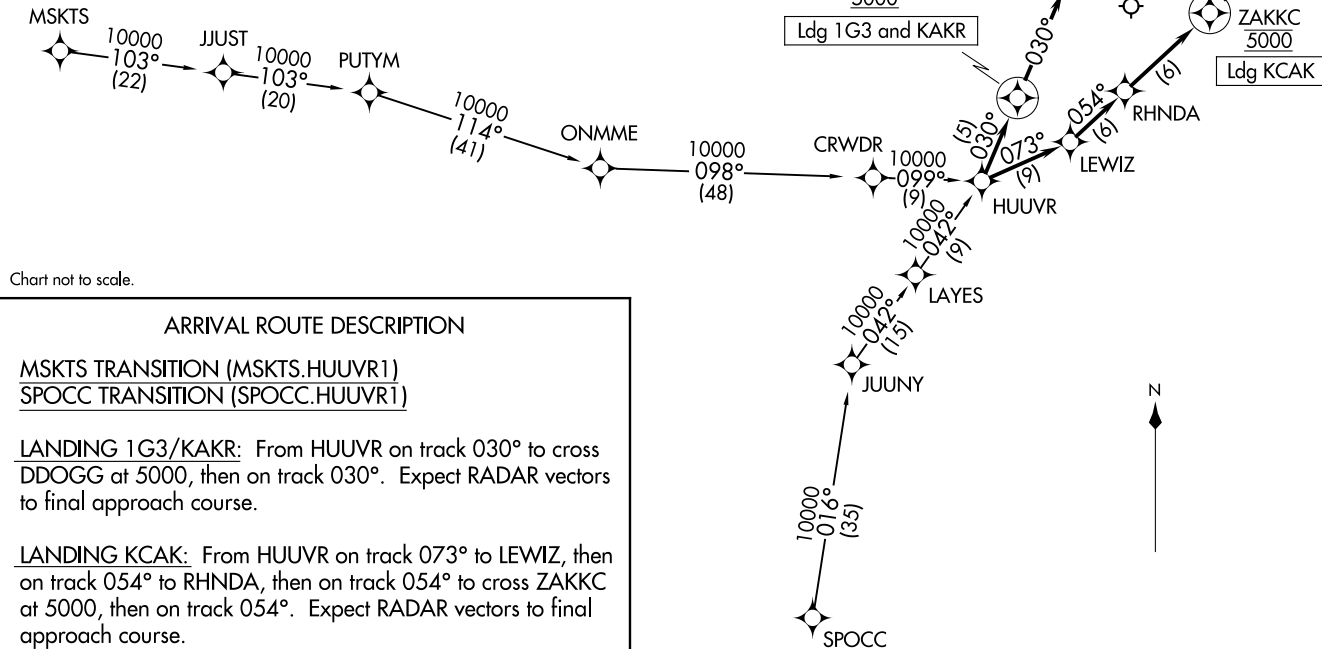 MSKTS
10000
103°
(22)
JJUST
10000
103°
(20)
PUTYM
10000
114°
(41)
ONMME
10000
098°
(48)
CRWDR
10000
099°
(9)
HUUVR
5000
Ldg 1G3 and KAKR
(5)
030°
030°
073°
(9)
LEWIZ
054°
(6)
RHNDA
(6)
ZAKKC
5000
Ldg KCAK
10000
042°
(9)
LAYES
10000
042°
(15)
JUUNY
10000
016°
(35)
SPOCC
N
Chart not to scale.
ARRIVAL ROUTE DESCRIPTION
MSKTS TRANSITION (MSKTS.HUUVR1)
SPOCC TRANSITION (SPOCC.HUUVR1)
LANDING 1G3/KAKR: From HUUVR on track 030° to cross
DDOGG at 5000, then on track 030°. Expect RADAR vectors
to final approach course.
LANDING KCAK: From HUUVR on track 073° to LEWIZ, then
on track 054° to RHNDA, then on track 054° to cross ZAKKC
at 5000, then on track 054°. Expect RADAR vectors to final
approach course.